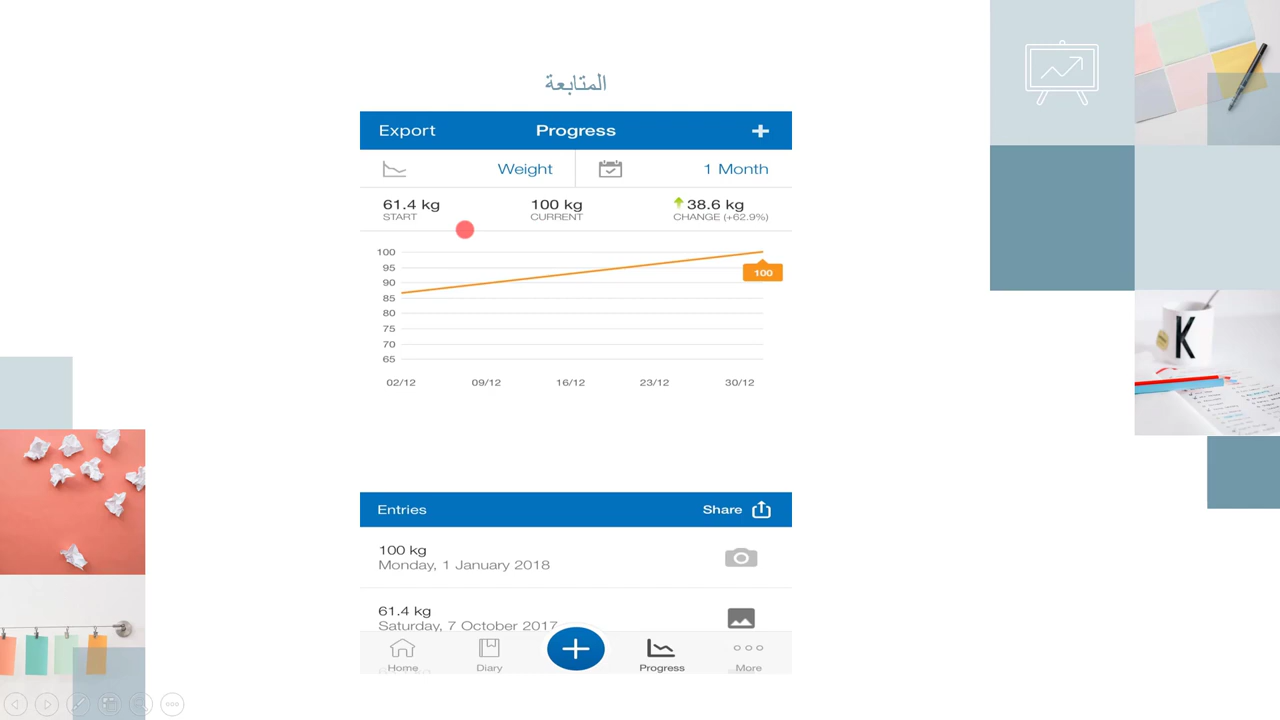 المتابعة
Export Progress +
Weight 1 Month
61.4 kg 100 kg 38.6 kg
START CURRENT CHANGE (+62.9%)
100
95
100
90
85
80
75
70
65
02/12 09/12 16/12 23/12 30/12
Entries Share
100 kg
Monday, 1 January 2018
61.4 kg
Saturday, 7 October 2017
Home Diary Progress More
K